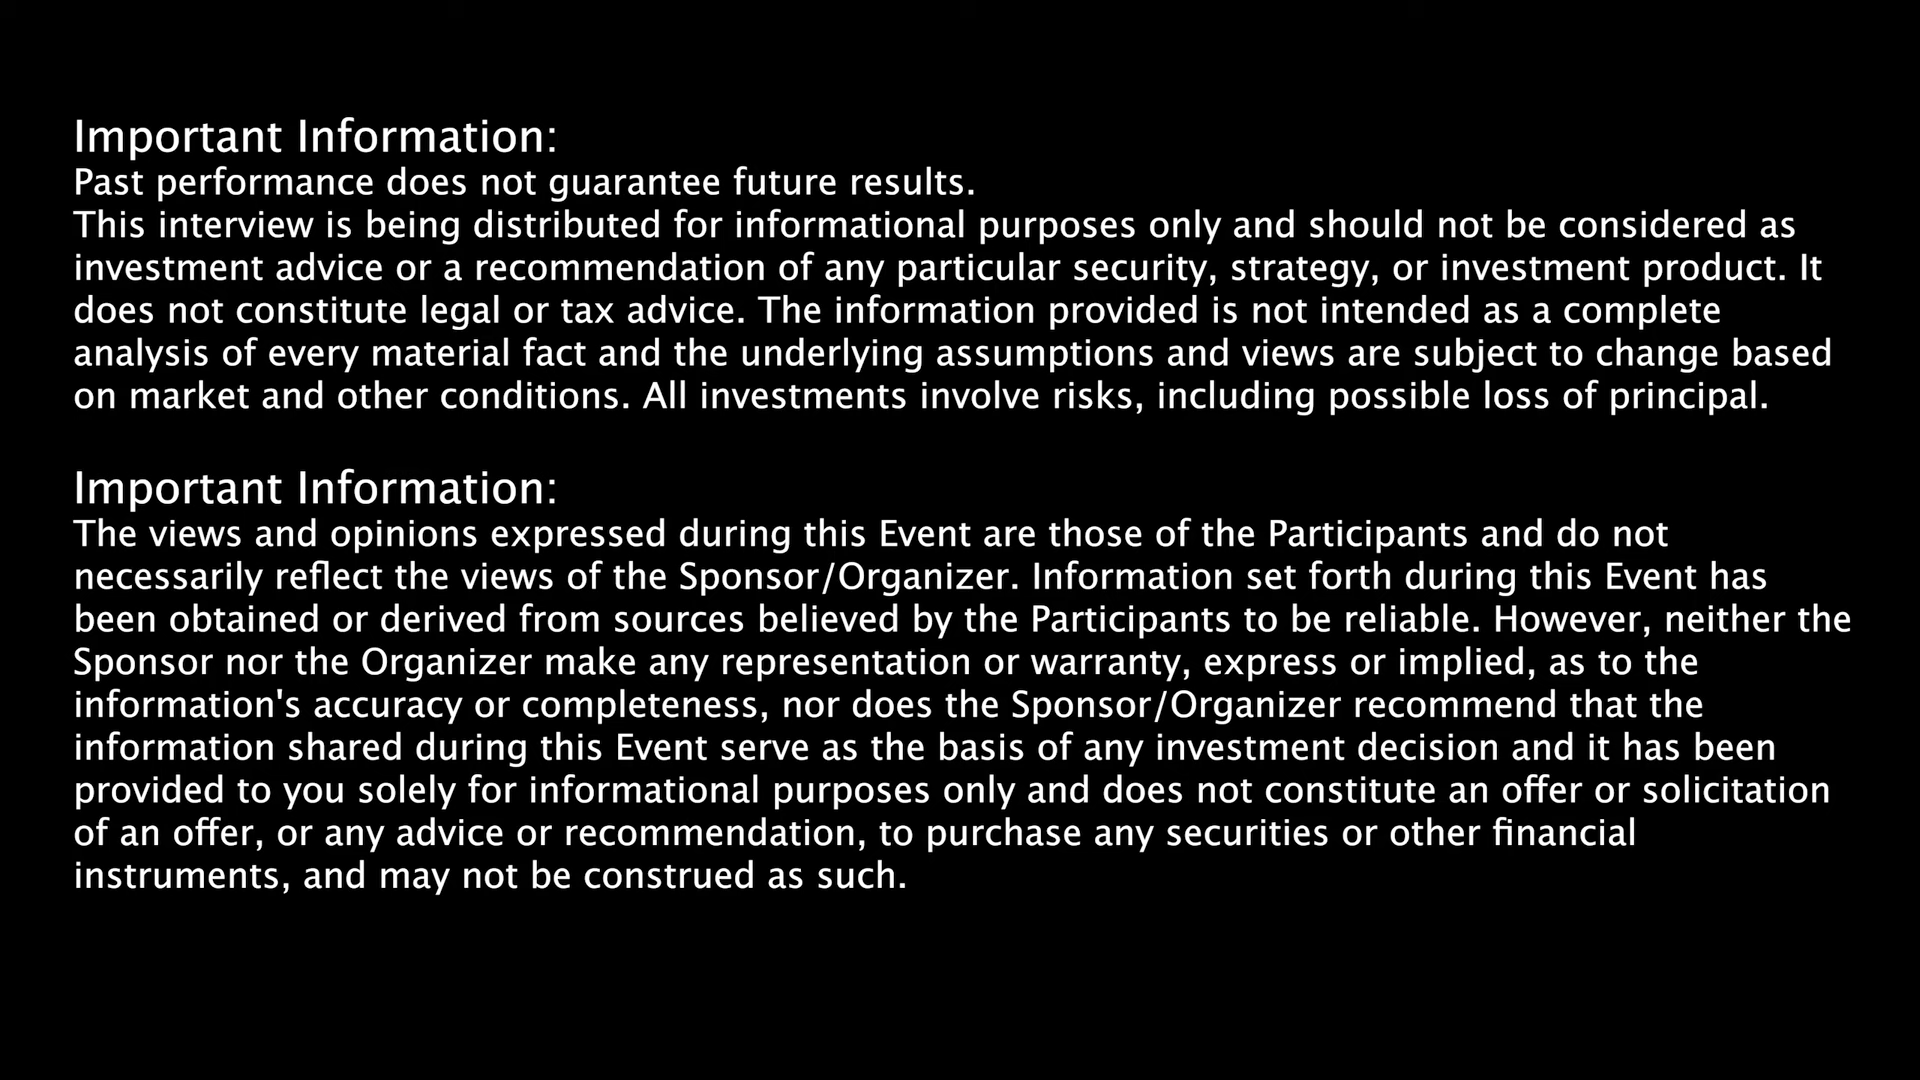 Important Information:
Past performance does not guarantee future results.
This interview is being distributed for informational purposes only and should not be considered as
investment advice or a recommendation of any particular security, strategy, or investment product. It
does not constitute legal or tax advice. The information provided is not intended as a complete
analysis of every material fact and the underlying assumptions and views are subject to change based
on market and other conditions. All investments involve risks, including possible loss of principal.
Important Information:
The views and opinions expressed during this Event are those of the Participants and do not
necessarily reflect the views of the Sponsor/Organizer. Information set forth during this Event has
been obtained or derived from sources believed by the Participants to be reliable. However, neither the
Sponsor nor the Organizer make any representation or warranty, express or implied, as to the
information's accuracy or completeness, nor does the Sponsor/Organizer recommend that the
information shared during this Event serve as the basis of any investment decision and it has been
provided to you solely for informational purposes only and does not constitute an offer or solicitation
of an offer, or any advice or recommendation, to purchase any securities or other financial
instruments, and may not be construed as such.